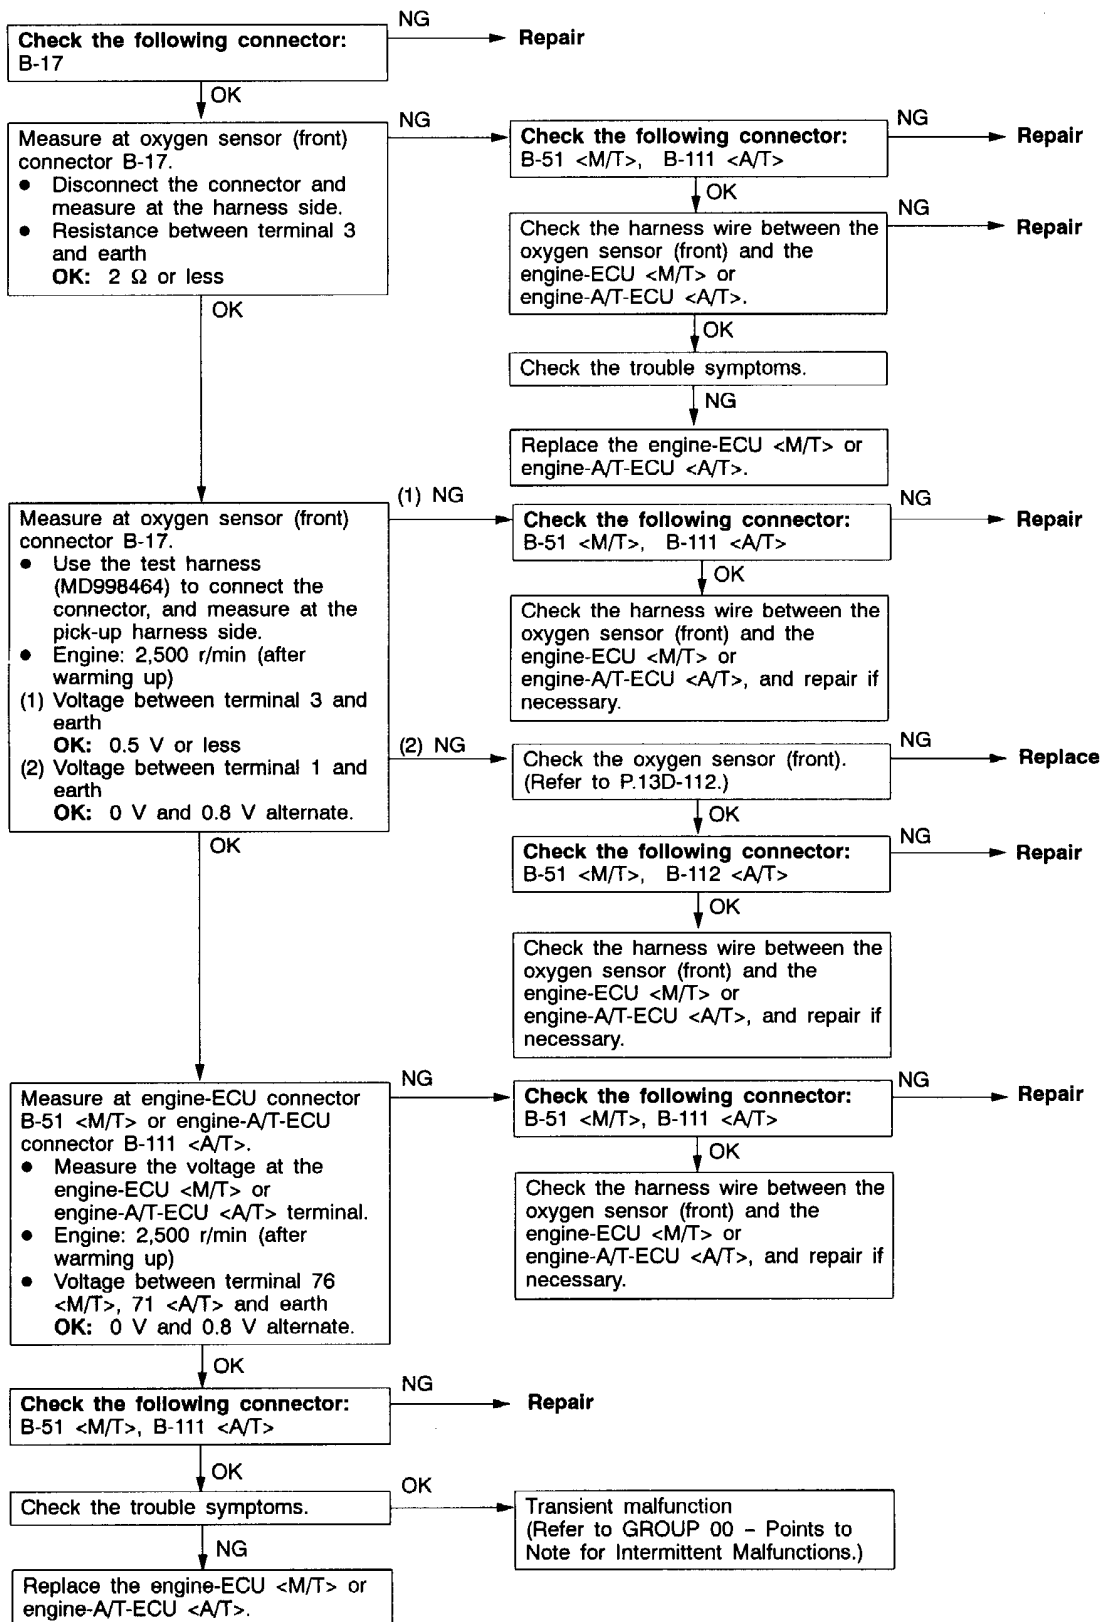 NG
Check the following connector:
B-17
Repair
OK
Measure at oxygen sensor (front)
connector B-17.
● Disconnect the connector and
measure at the harness side.
● Resistance between terminal 3
and earth
OK: 2 Ω or less
NG
Check the following connector:
B-51 <M/T>, B-111 <A/T>
NG
Repair
OK
Check the harness wire between the
oxygen sensor (front) and the
engine-ECU <M/T> or
engine-A/T-ECU <A/T>.
NG
Repair
OK
Check the trouble symptoms.
NG
Replace the engine-ECU <M/T> or
engine-A/T-ECU <A/T>.
OK
Measure at oxygen sensor (front)
connector B-17.
● Use the test harness
(MD998464) to connect the
connector, and measure at the
pick-up harness side.
● Engine: 2,500 r/min (after
warming up)
(1) Voltage between terminal 3 and
earth
OK: 0.5 V or less
(2) Voltage between terminal 1 and
earth
OK: 0 V and 0.8 V alternate.
(1) NG
Check the following connector:
B-51 <M/T>, B-111 <A/T>
NG
Repair
OK
Check the harness wire between the
oxygen sensor (front) and the
engine-ECU <M/T> or
engine-A/T-ECU <A/T>, and repair if
necessary.
(2) NG
Check the oxygen sensor (front).
(Refer to P.13D-112.)
NG
Replace
OK
Check the following connector:
B-51 <M/T>, B-112 <A/T>
NG
Repair
OK
Check the harness wire between the
oxygen sensor (front) and the
engine-ECU <M/T> or
engine-A/T-ECU <A/T>, and repair if
necessary.
OK
Measure at engine-ECU connector
B-51 <M/T> or engine-A/T-ECU
connector B-111 <A/T>.
● Measure the voltage at the
engine-ECU <M/T> or
engine-A/T-ECU <A/T> terminal.
● Engine: 2,500 r/min (after
warming up)
● Voltage between terminal 76
<M/T>, 71 <A/T> and earth
OK: 0 V and 0.8 V alternate.
NG
Check the following connector:
B-51 <M/T>, B-111 <A/T>
NG
Repair
OK
Check the harness wire between the
oxygen sensor (front) and the
engine-ECU <M/T> or
engine-A/T-ECU <A/T>, and repair if
necessary.
OK
Check the following connector:
B-51 <M/T>, B-111 <A/T>
NG
Repair
OK
Check the trouble symptoms.
OK
Transient malfunction
(Refer to GROUP 00 – Points to
Note for Intermittent Malfunctions.)
NG
Replace the engine-ECU <M/T> or
engine-A/T-ECU <A/T>.